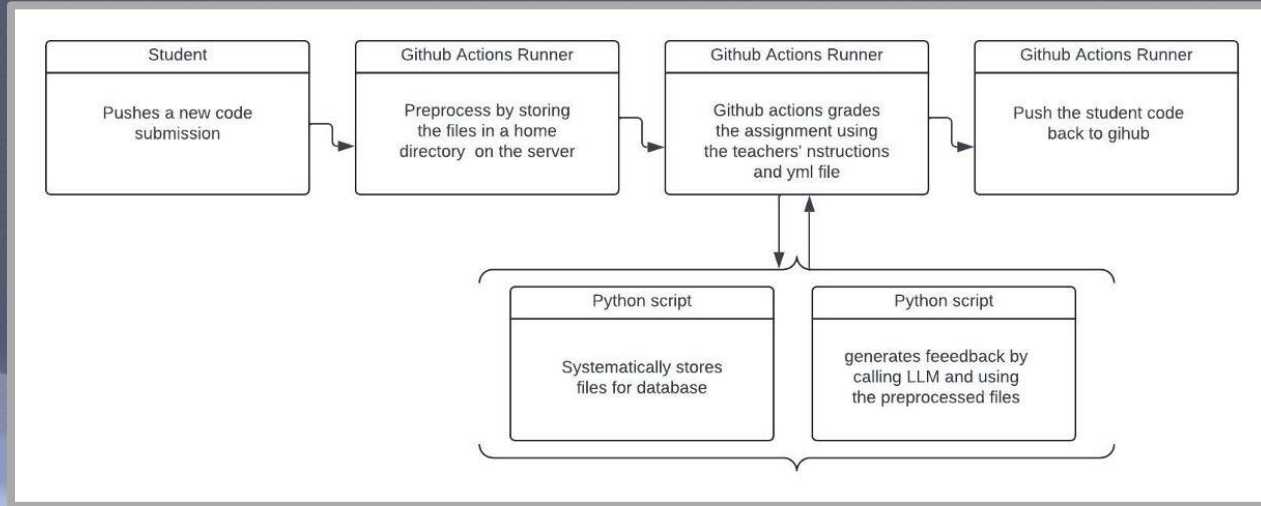 Student
Pushes a new code
submission
Github Actions Runner
Preprocess by storing
the files in a home
directory on the server
Github Actions Runner
Github actions grades
the assignment using
the teachers' nstructions
and yml file
Github Actions Runner
Push the student code
back to gihub
Python script
Systematically stores
files for database
Python script
generates feeedback by
calling LLM and using
the preprocessed files